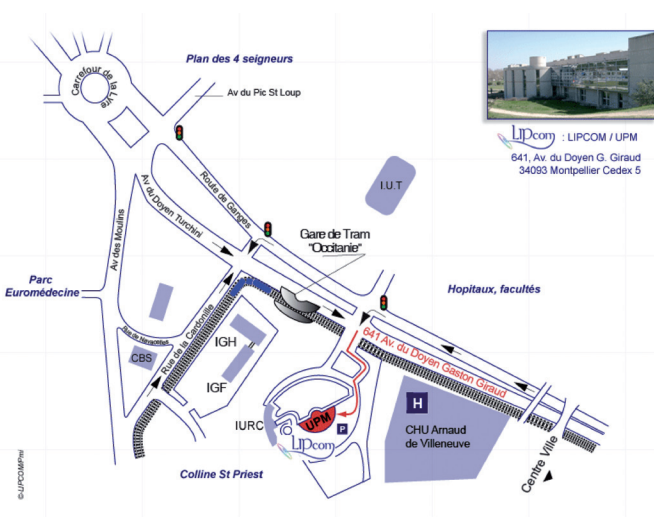 Plan des 4 seigneurs
Carrefour de la Lyre
Av du Pic St Loup
LIPcom : LIPCOM / UPM
641, Av. du Doyen G. Giraud
34093 Montpellier Cedex 5
I.U.T
Av du Doyen Turchini
Route de Ganges
Av des Moulins
Gare de Tram
"Occitanie"
Parc
Euromédecine
Hopitaux, facultés
Rue de Navacelles
CBS
Rue de la Cardonille
IGH
IGF
641 Av. du Doyen Gaston Giraud
IURC
UPM
P
LIPcom
H
CHU Arnaud
de Villeneuve
Colline St Priest
Centre Ville